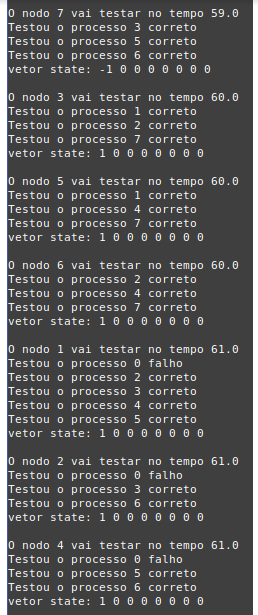 O nodo 7 vai testar no tempo 59.0
Testou o processo 3 correto
Testou o processo 5 correto
Testou o processo 6 correto
vetor state: -1 0 0 0 0 0 0 0
O nodo 3 vai testar no tempo 60.0
Testou o processo 1 correto
Testou o processo 2 correto
Testou o processo 7 correto
vetor state: 1 0 0 0 0 0 0 0
O nodo 5 vai testar no tempo 60.0
Testou o processo 1 correto
Testou o processo 4 correto
Testou o processo 7 correto
vetor state: 1 0 0 0 0 0 0 0
O nodo 6 vai testar no tempo 60.0
Testou o processo 2 correto
Testou o processo 4 correto
Testou o processo 7 correto
vetor state: 1 0 0 0 0 0 0 0
O nodo 1 vai testar no tempo 61.0
Testou o processo 0 falho
Testou o processo 2 correto
Testou o processo 3 correto
Testou o processo 4 correto
Testou o processo 5 correto
vetor state: 1 0 0 0 0 0 0 0
O nodo 2 vai testar no tempo 61.0
Testou o processo 0 falho
Testou o processo 3 correto
Testou o processo 6 correto
vetor state: 1 0 0 0 0 0 0 0
O nodo 4 vai testar no tempo 61.0
Testou o processo 0 falho
Testou o processo 5 correto
Testou o processo 6 correto
vetor state: 1 0 0 0 0 0 0 0